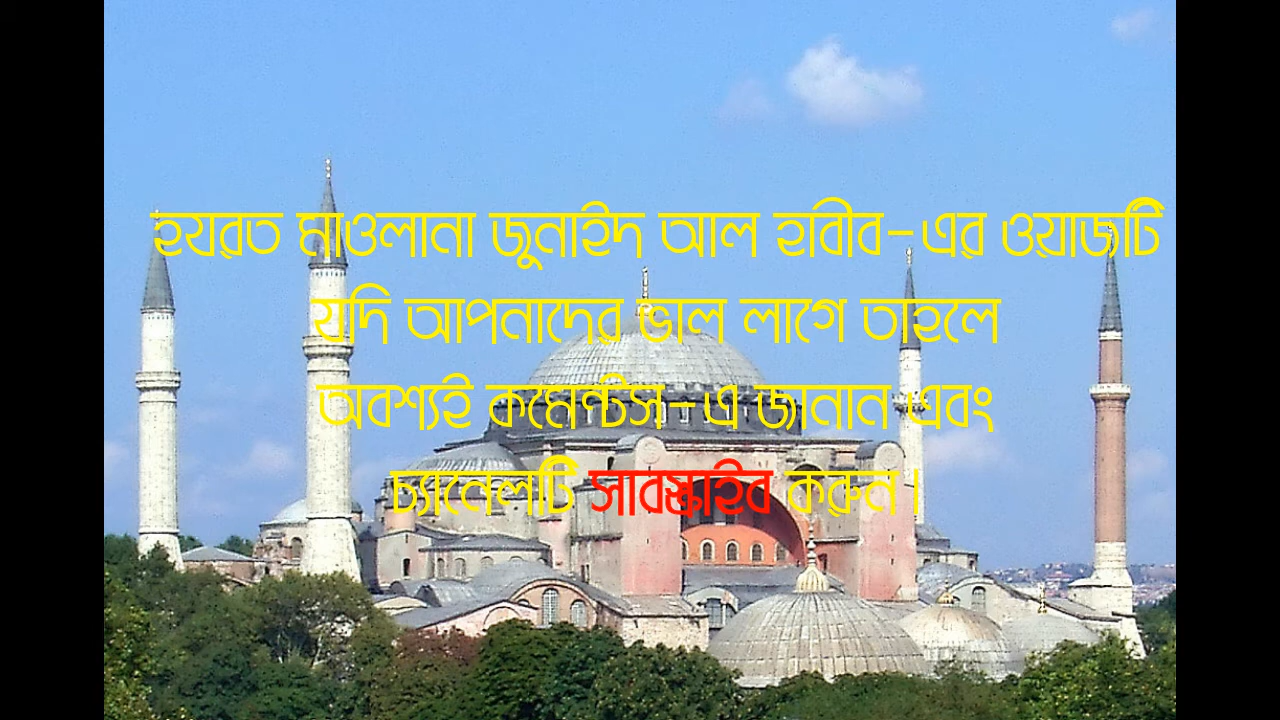 হযরত মাওলানা জুনাইদ আল হাবীব-এর ওয়াজটি
যদি আপনাদের ভাল লাগে তাহলে
অবশ্যই কমেন্টস-এ জানান এবং
চ্যানেলটি সাবস্ক্রাইব করুন।